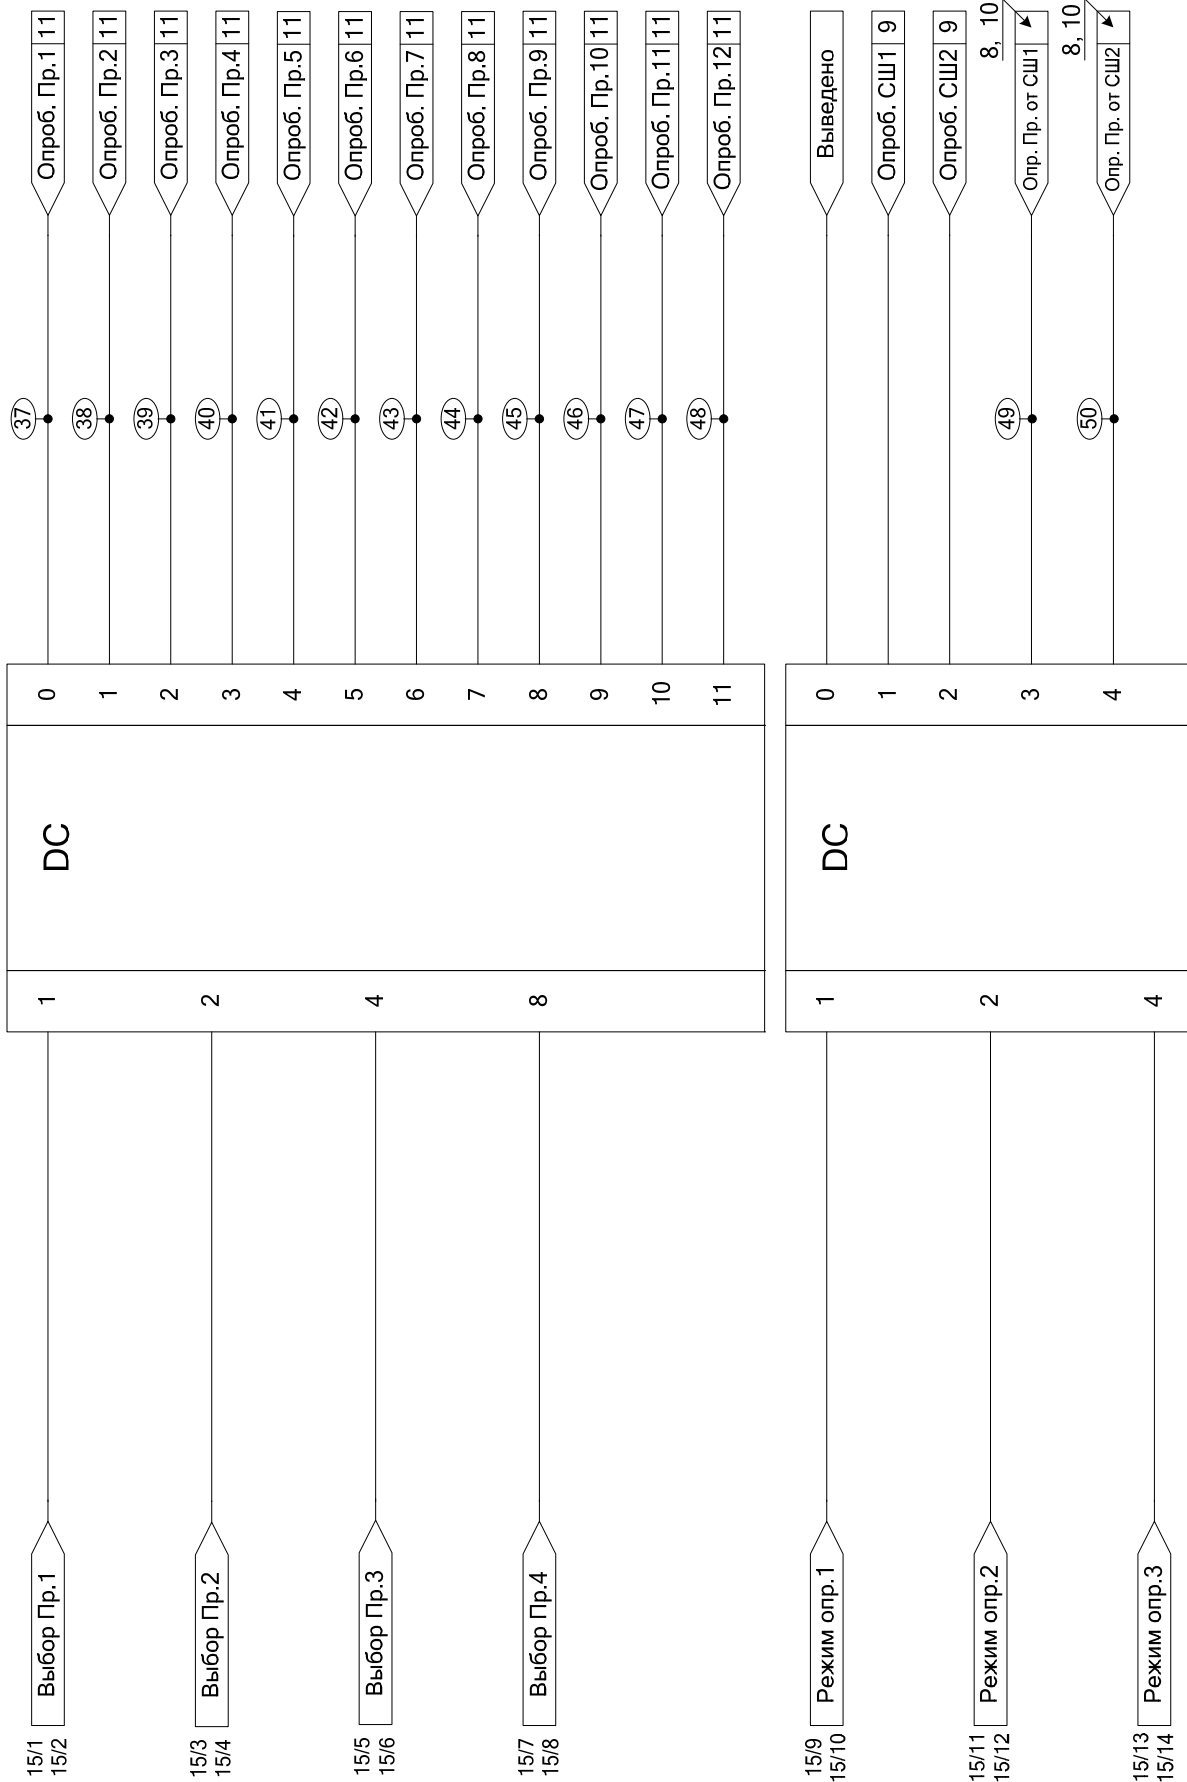 15/1
15/2
Выбор Пр.1
15/3
15/4
Выбор Пр.2
15/5
15/6
Выбор Пр.3
15/7
15/8
Выбор Пр.4
1
2
4
8
DC
0
1
2
3
4
5
6
7
8
9
10
11
37
38
39
40
41
42
43
44
45
46
47
48
Опроб. Пр.1 11
Опроб. Пр.2 11
Опроб. Пр.3 11
Опроб. Пр.4 11
Опроб. Пр.5 11
Опроб. Пр.6 11
Опроб. Пр.7 11
Опроб. Пр.8 11
Опроб. Пр.9 11
Опроб. Пр.10 11
Опроб. Пр.11 11
Опроб. Пр.12 11
15/9
15/10
Режим опр.1
15/11
15/12
Режим опр.2
15/13
15/14
Режим опр.3
1
2
4
DC
0
1
2
3
4
49
50
Выведено
Опроб. СШ1 9
Опроб. СШ2 9
8, 10
Опр. Пр. от СШ1
8, 10
Опр. Пр. от СШ2